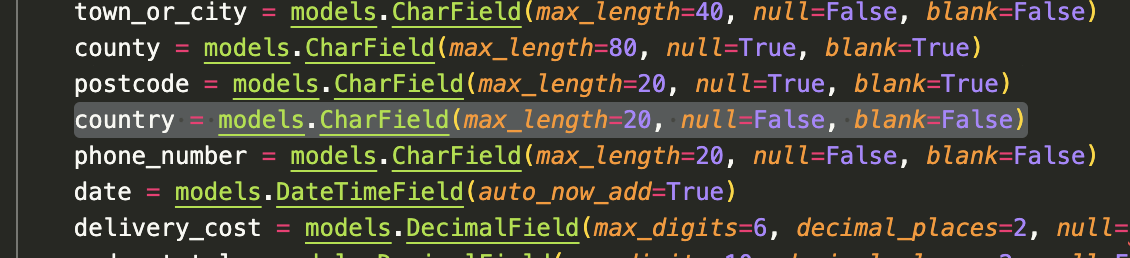 town_or_city = models.CharField(max_length=40, null=False, blank=False)
county = models.CharField(max_length=80, null=True, blank=True)
postcode = models.CharField(max_length=20, null=True, blank=True)
country = models.CharField(max_length=20, null=False, blank=False)
phone_number = models.CharField(max_length=20, null=False, blank=False)
date = models.DateTimeField(auto_now_add=True)
delivery_cost = models.DecimalField(max_digits=6, decimal_places=2, null=